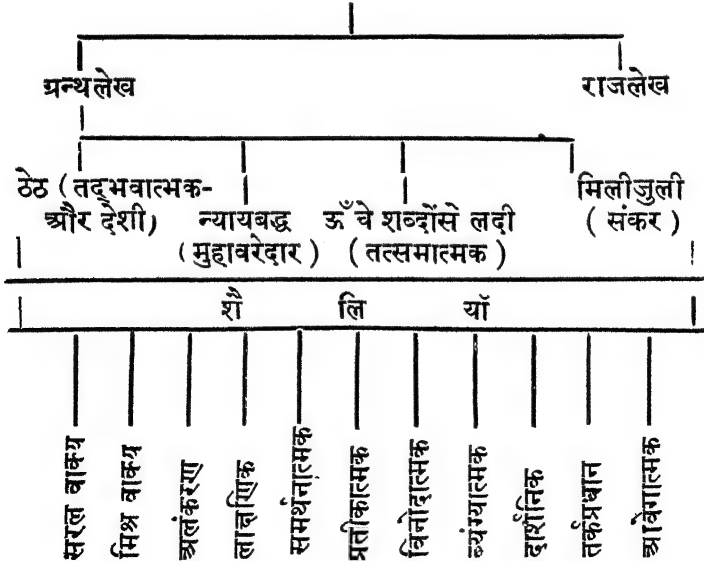 ग्रन्थलेख राजलेख
ठेठ (तद्भवात्मक- मिलीजुली
और देशी) न्यायबद्ध ऊँचे शब्दोंसे लदी (संकर)
(मुहावरेदार) (तत्समात्मक)
शै लि याँ
सरल वाक्य
मिश्र वाक्य
अलंकरण
लाक्षणिक
समर्थनात्मक
प्रतीकात्मक
विनोदात्मक
व्यंग्यात्मक
दार्शनिक
तर्कप्रधान
आवेगात्मक